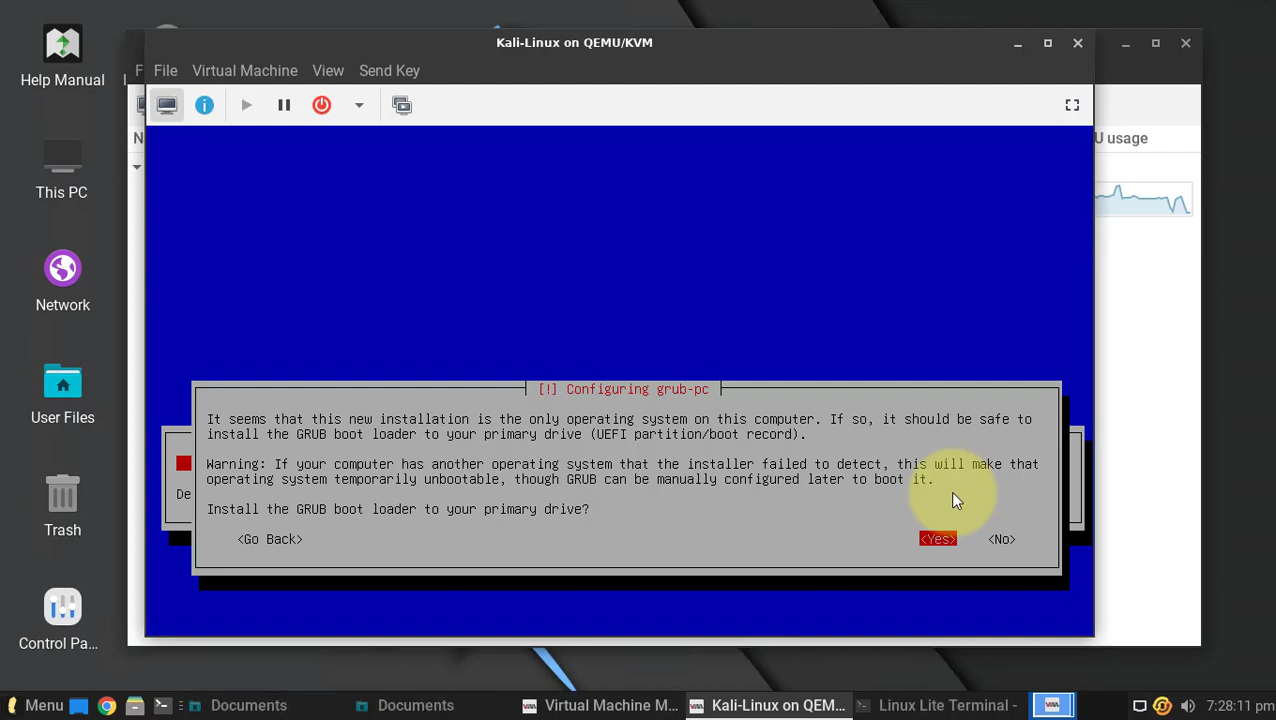 Help Manual
This PC
Network
User Files
Trash
Control Pa...
Kali-Linux on QEMU/KVM
File Virtual Machine View Send Key
U usage
[!] Configuring grub-pc
It seems that this new installation is the only operating system on this computer. If so, it should be safe to
install the GRUB boot loader to your primary drive (UEFI partition/boot record).
Warning: If your computer has another operating system that the installer failed to detect, this will make that
operating system temporarily unbootable, though GRUB can be manually configured later to boot it.
Install the GRUB boot loader to your primary drive?
<Go Back> <Yes> <No>
De
Menu Documents Documents Virtual Machine M... Kali-Linux on QEM... Linux Lite Terminal - 7:28:11 pm